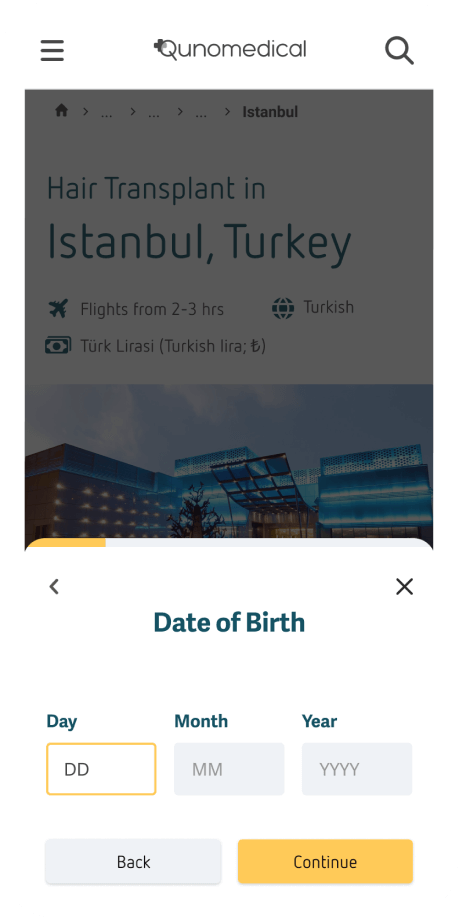 Qunomedical
> ... > ... > ... > Istanbul
Hair Transplant in
Istanbul, Turkey
Flights from 2-3 hrs
Turkish
Türk Lirasi (Turkish lira; ₺)
Date of Birth
Day
Month
Year
DD
MM
YYYY
Back
Continue